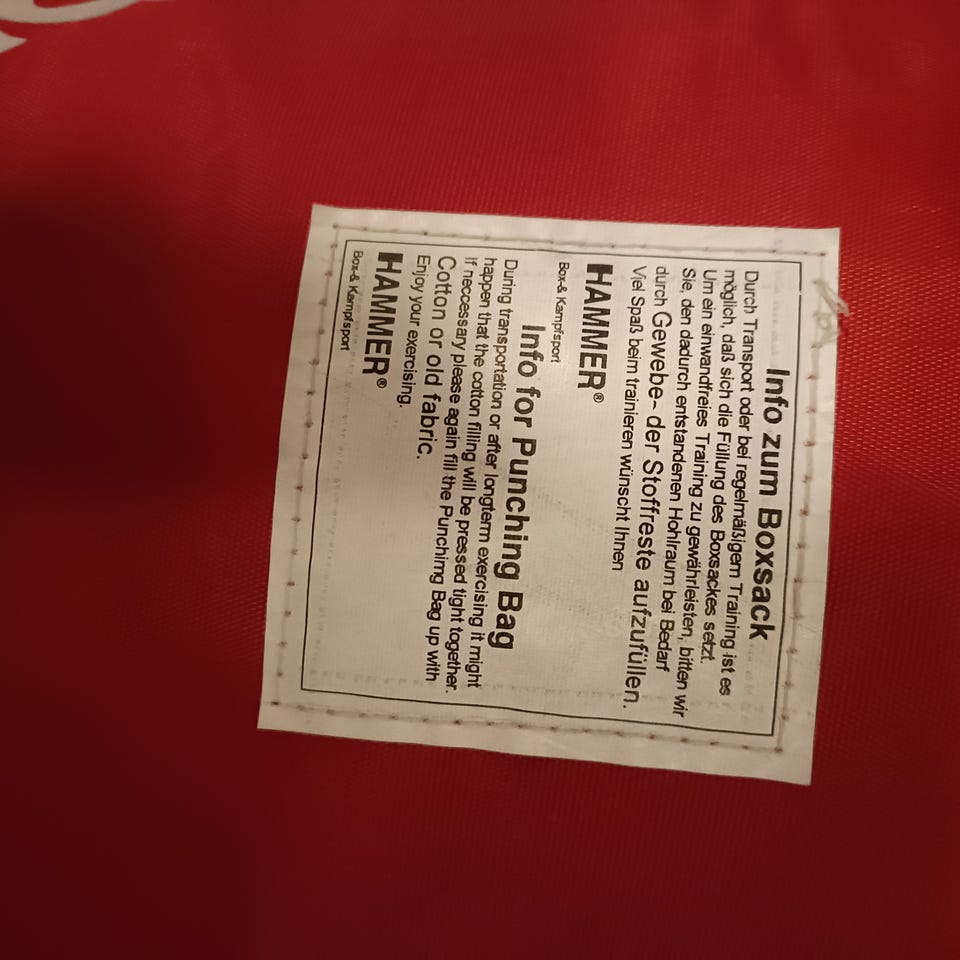 Info zum Boxsack
Durch Transport oder bei regelmäßigem Training ist es
möglich, daß sich die Füllung des Boxsackes setzt.
Um ein einwandfreies Training zu gewährleisten, bitten wir
Sie, den dadurch entstandenen Hohlraum bei Bedarf
durch Gewebe- der Stoffreste aufzufüllen.
Viel Spaß beim trainieren wünscht Ihnen
HAMMER®
Box-& Kampfsport
Info for Punching Bag
During transportation or after longterm exercising it might
happen that the cotton filling will be pressed tight together.
If neccessary please again fill the Punchimg Bag up with
Cotton or old fabric.
Enjoy your exercising.
HAMMER®
Box-& Kampfsport